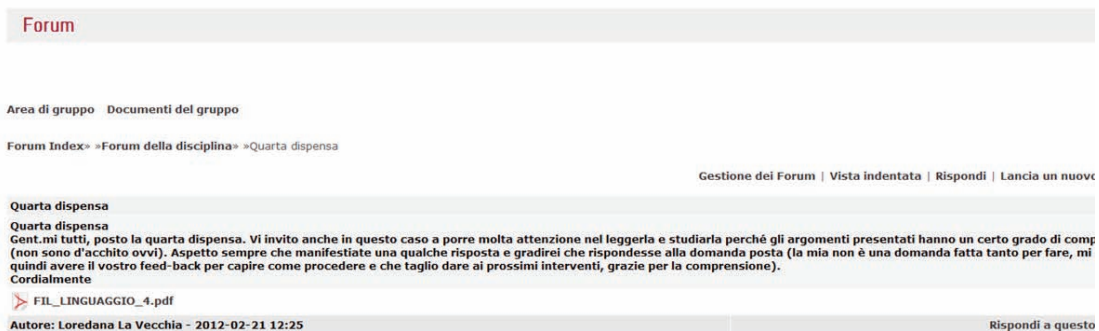 Forum
Area di gruppo Documenti del gruppo
Forum Index» »Forum della disciplina» »Quarta dispensa
Gestione dei Forum | Vista indentata | Rispondi | Lancia un nuovo
Quarta dispensa
Quarta dispensa
Gent.mi tutti, posto la quarta dispensa. Vi invito anche in questo caso a porre molta attenzione nel leggerla e studiarla perché gli argomenti presentati hanno un certo grado di comp
(non sono d'acchito ovvi). Aspetto sempre che manifestiate una qualche risposta e gradirei che rispondesse alla domanda posta (la mia non è una domanda fatta tanto per fare, mi
quindi avere il vostro feed-back per capire come procedere e che taglio dare ai prossimi interventi, grazie per la comprensione).
Cordialmente
FIL_LINGUAGGIO_4.pdf
Autore: Loredana La Vecchia - 2012-02-21 12:25 Rispondi a questo